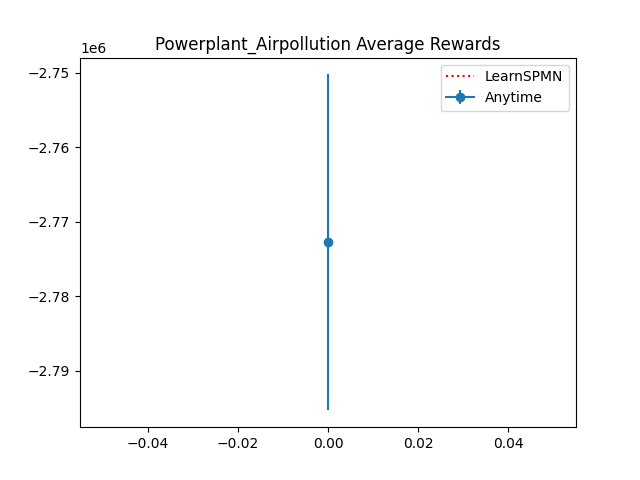 Powerplant_Airpollution Average Rewards
1e6
LearnSPMN
Anytime
−2.75
−2.76
−2.77
−2.78
−2.79
−0.04 −0.02 0.00 0.02 0.04